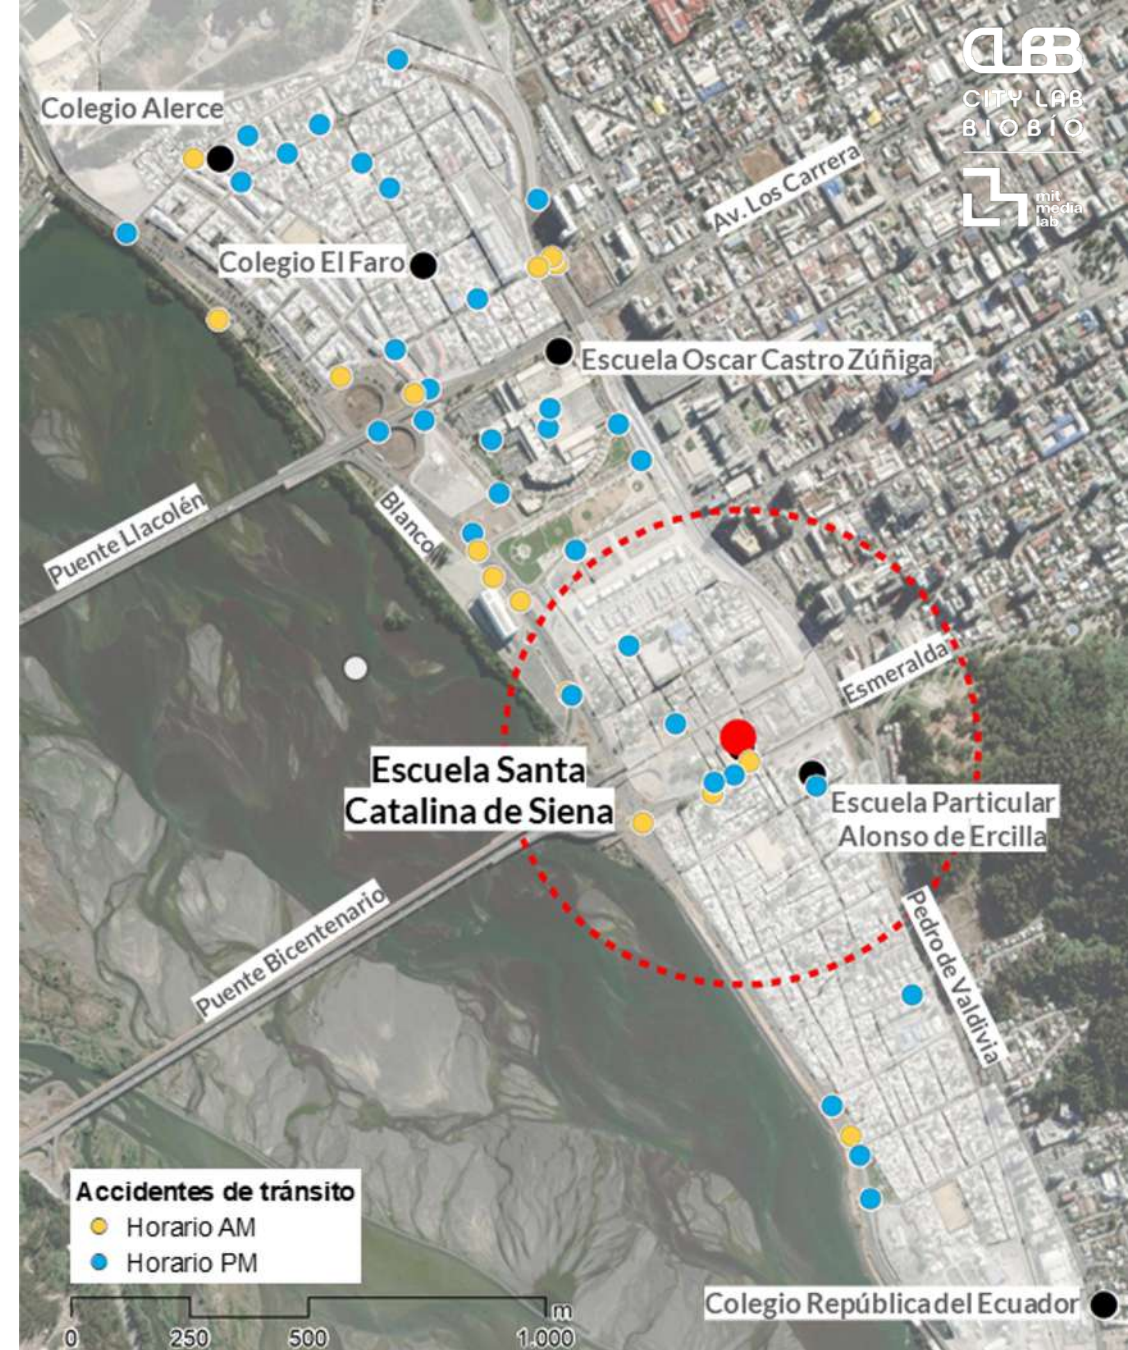 CLBB
CITY LAB
BIOBÍO
mit
media
lab
Colegio Alerce
Av. Los Carrera
Colegio El Faro
Escuela Oscar Castro Zúñiga
Puente Llacolén
Blanco
Esmeralda
Escuela Santa
Catalina de Siena
Escuela Particular
Alonso de Ercilla
Puente Bicentenario
Pedro de Valdivia
Accidentes de tránsito
Horario AM
Horario PM
m
0 250 500 1.000
Colegio Repúblicadel Ecuador